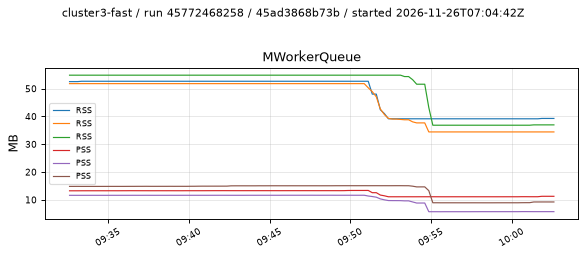 cluster3-fast / run 45772468258 / 45ad3868b73b / started 2026-11-26T07:04:42Z
MWorkerQueue
MB
50
40
30
20
10
RSS
RSS
RSS
PSS
PSS
PSS
09:35
09:40
09:45
09:50
09:55
10:00